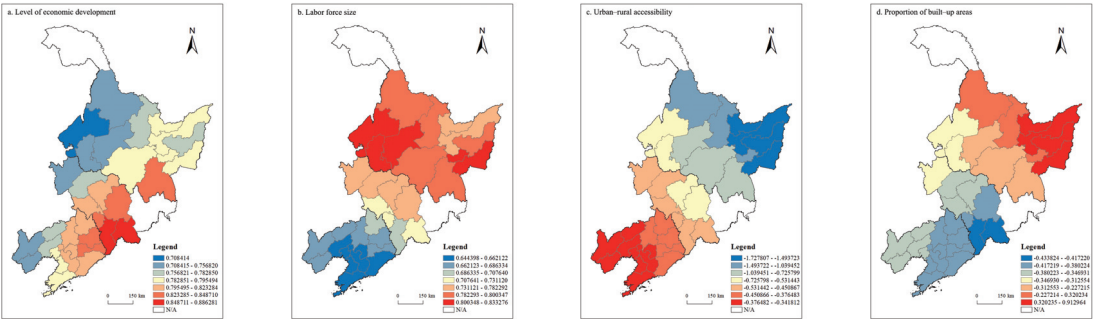 a. Level of economic development
N
Legend
0.708414
0.708415 - 0.756820
0.756821 - 0.782850
0.782851 - 0.795494
0.795495 - 0.823284
0.823285 - 0.848710
0.848711 - 0.886281
N/A
0 150 km
b. Labor force size
N
Legend
0.644398 - 0.662122
0.662123 - 0.686334
0.686335 - 0.707640
0.707641 - 0.731120
0.731121 - 0.782292
0.782293 - 0.800347
0.800348 - 0.833276
N/A
0 150 km
c. Urban–rural accessibility
N
Legend
-1.727807 - -1.493723
-1.493722 - -1.039452
-1.039451 - -0.725799
-0.725798 - -0.531443
-0.531442 - -0.450867
-0.450866 - -0.376483
-0.376482 - -0.341812
N/A
0 150 km
d. Proportion of built–up areas
N
Legend
-0.433824 - -0.417220
-0.417219 - -0.380224
-0.380223 - -0.346931
-0.346930 - -0.312554
-0.312553 - -0.227215
-0.227214 - 0.320234
0.320235 - 0.912964
N/A
0 150 km